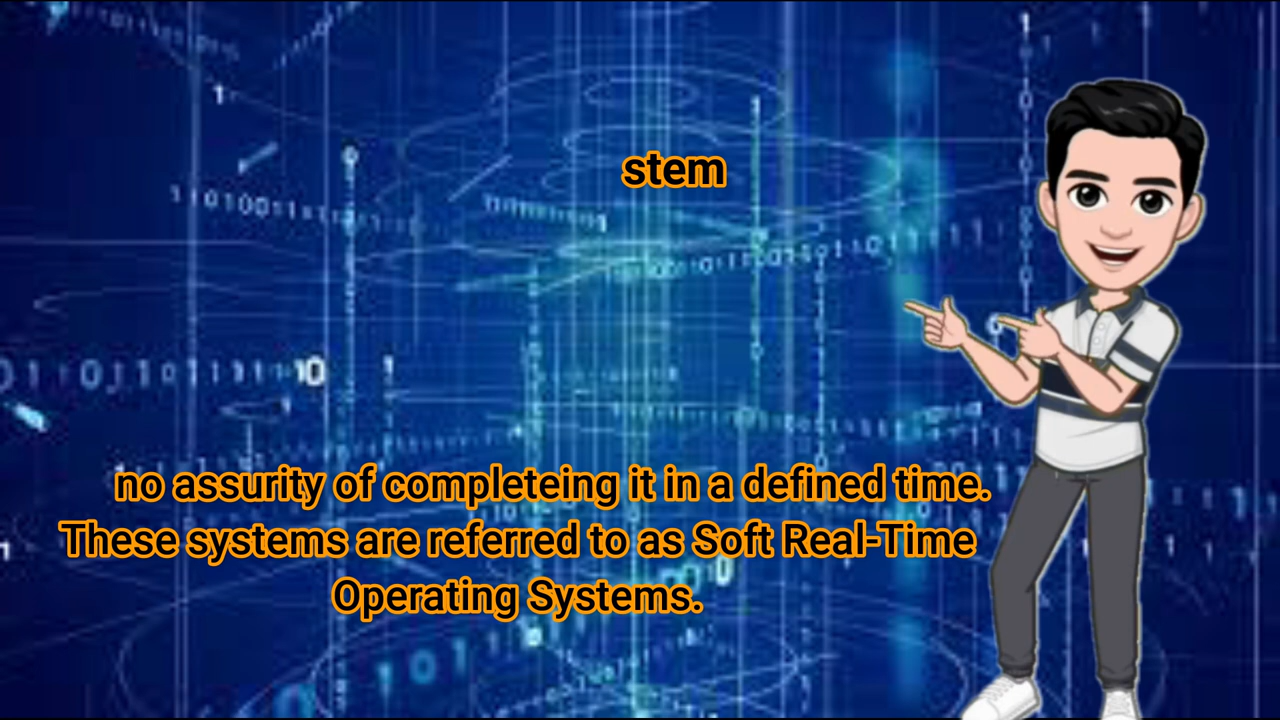 stem
no assurity of completeing it in a defined time.
These systems are referred to as Soft Real-Time
Operating Systems.